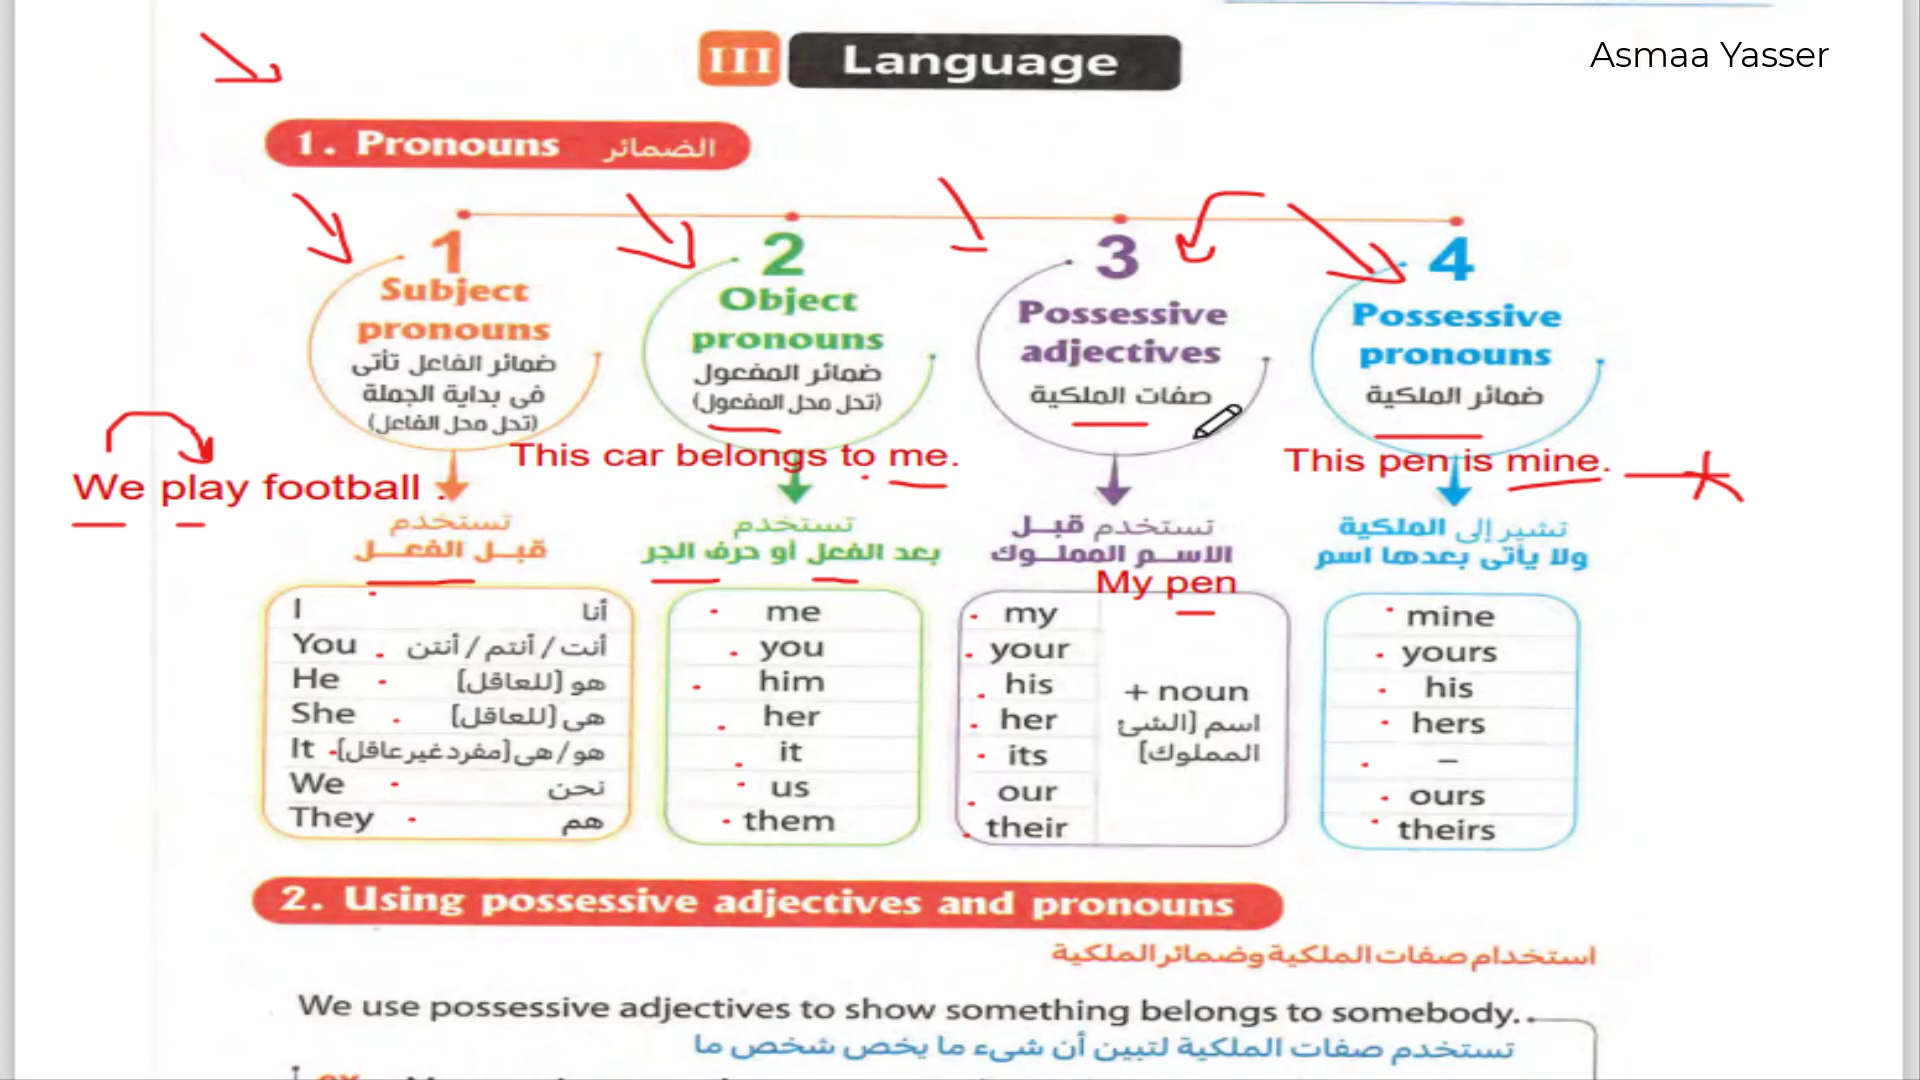 III Language
Asmaa Yasser
1. Pronouns الضمائر
1
Subject
pronouns
ضمائر الفاعل تأتى
فى بداية الجملة
(تحل محل الفاعل)
We play football .
تستخدم
قبل الفعل
I أنا
You أنت / أنتم / أنتن
He هو [للعاقل]
She هى [للعاقل]
It هو / هى [مفرد غير عاقل]
We نحن
They هم
2
Object
pronouns
ضمائر المفعول
(تحل محل المفعول)
This car belongs to me.
تستخدم
بعد الفعل أو حرف الجر
me
you
him
her
it
us
them
3
Possessive
adjectives
صفات الملكية
تستخدم قبل
الاسم المملوك
My pen
my
your
his
her
its
our
their
+ noun
اسم [الشئ
المملوك]
4
Possessive
pronouns
ضمائر الملكية
This pen is mine.
تشير إلى الملكية
ولا يأتى بعدها اسم
mine
yours
his
hers
–
ours
theirs
2. Using possessive adjectives and pronouns
استخدام صفات الملكية وضمائر الملكية
We use possessive adjectives to show something belongs to somebody..
تستخدم صفات الملكية لتبين أن شىء ما يخص شخص ما